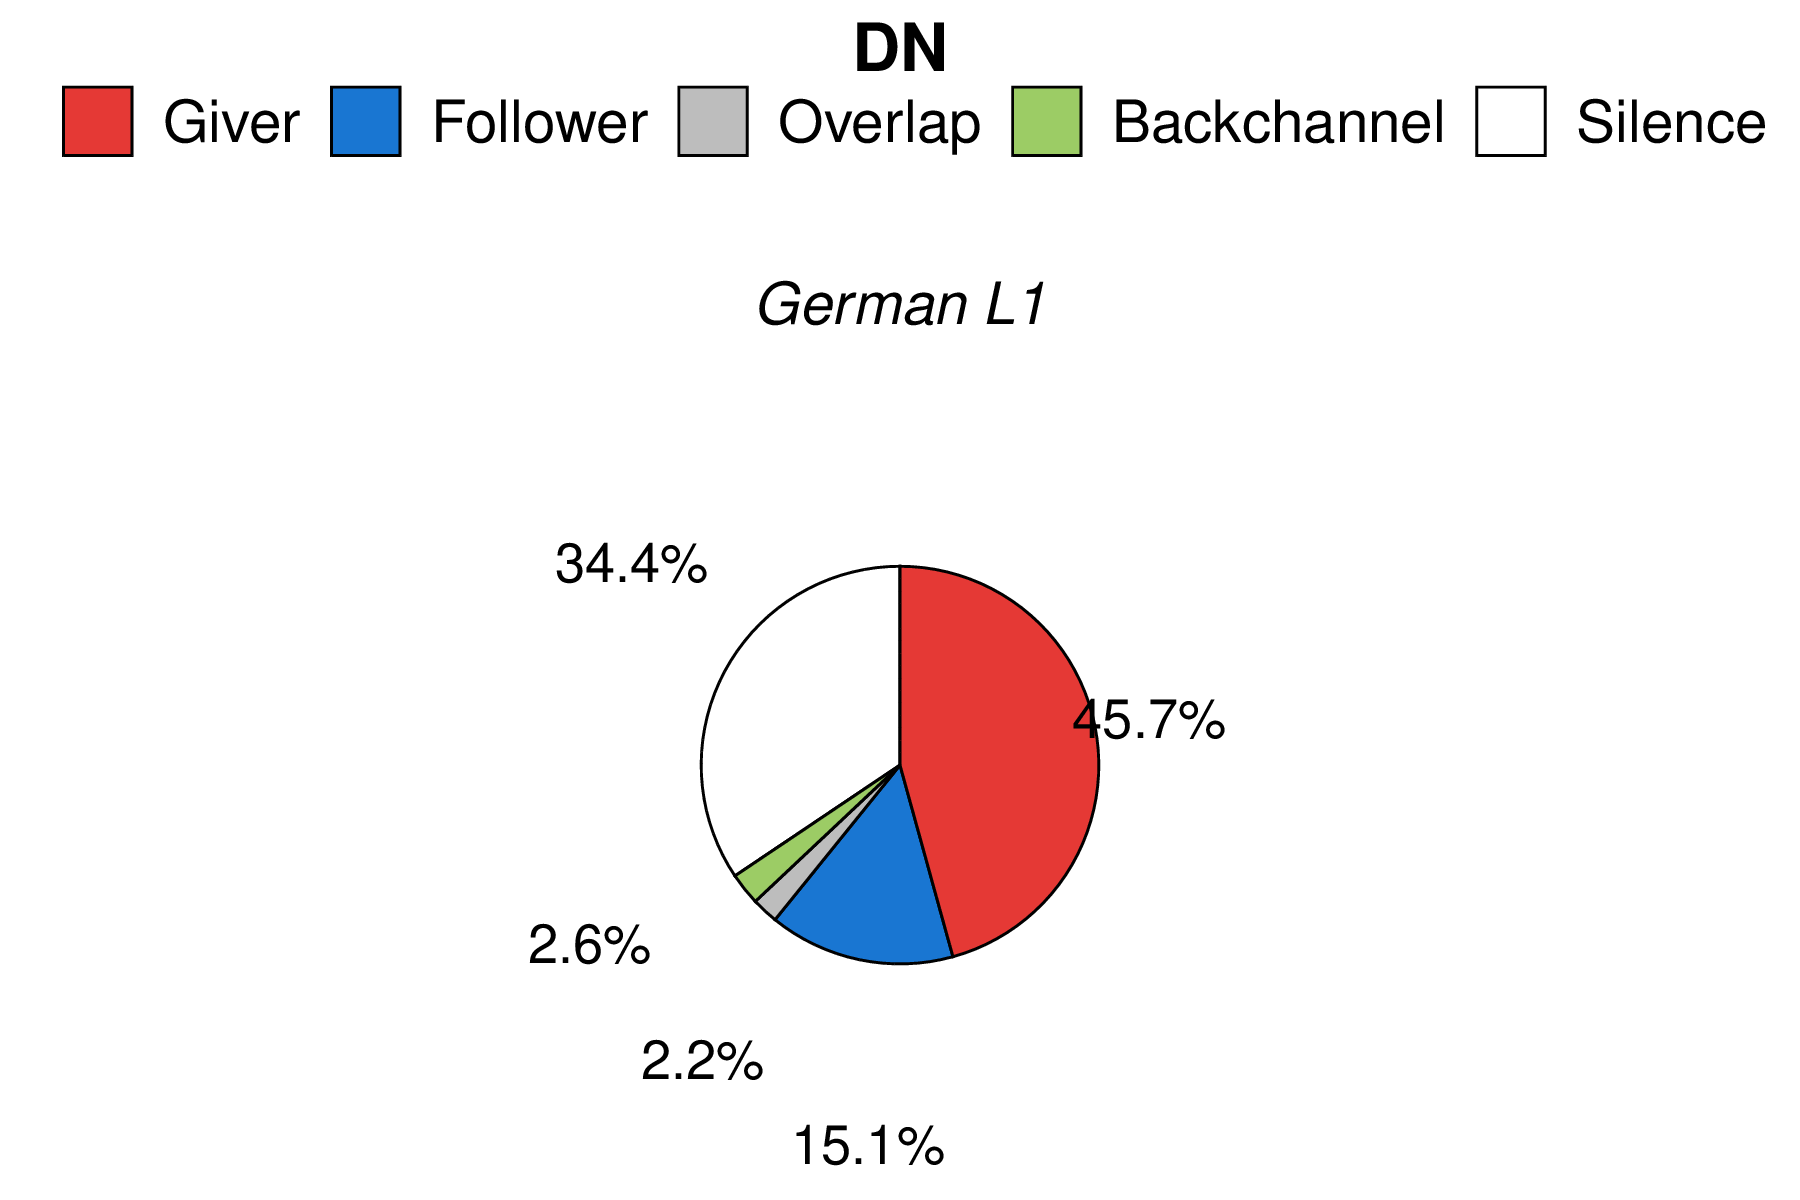 DN
Giver Follower Overlap Backchannel Silence
German L1
34.4%
45.7%
2.6%
2.2%
15.1%